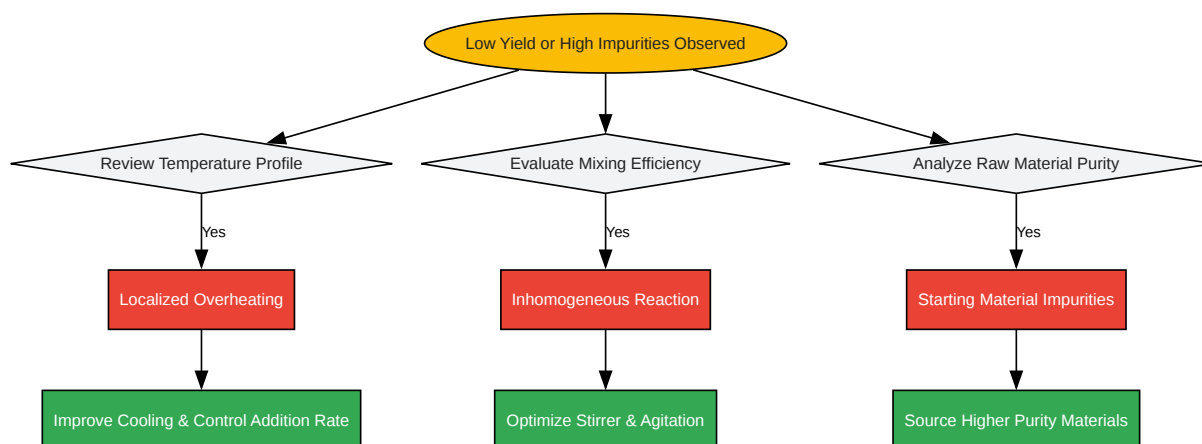 Low Yield or High Impurities Observed
Review Temperature Profile
Evaluate Mixing Efficiency
Analyze Raw Material Purity
Yes
Yes
Yes
Localized Overheating
Inhomogeneous Reaction
Starting Material Impurities
Improve Cooling & Control Addition Rate
Optimize Stirrer & Agitation
Source Higher Purity Materials